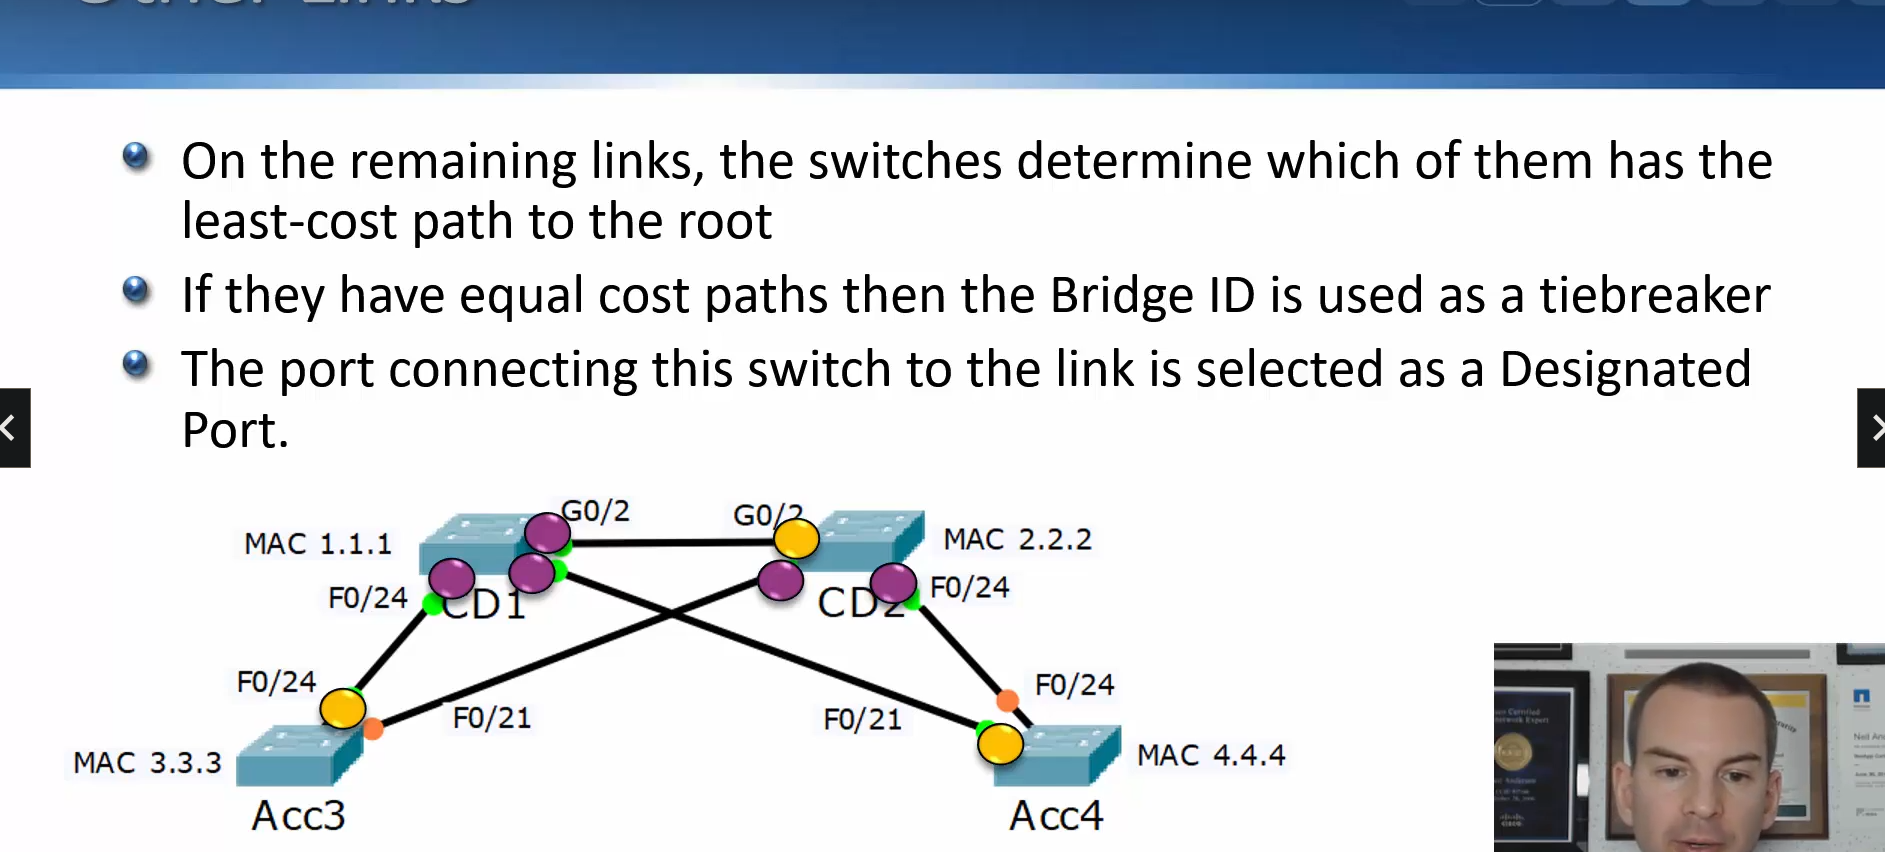 Other Links
On the remaining links, the switches determine which of them has the
least-cost path to the root
If they have equal cost paths then the Bridge ID is used as a tiebreaker
The port connecting this switch to the link is selected as a Designated
Port.
G0/2
G0/2
MAC 1.1.1
MAC 2.2.2
F0/24
CD1
CD2
F0/24
F0/24
F0/24
F0/21
F0/21
MAC 3.3.3
MAC 4.4.4
Acc3
Acc4